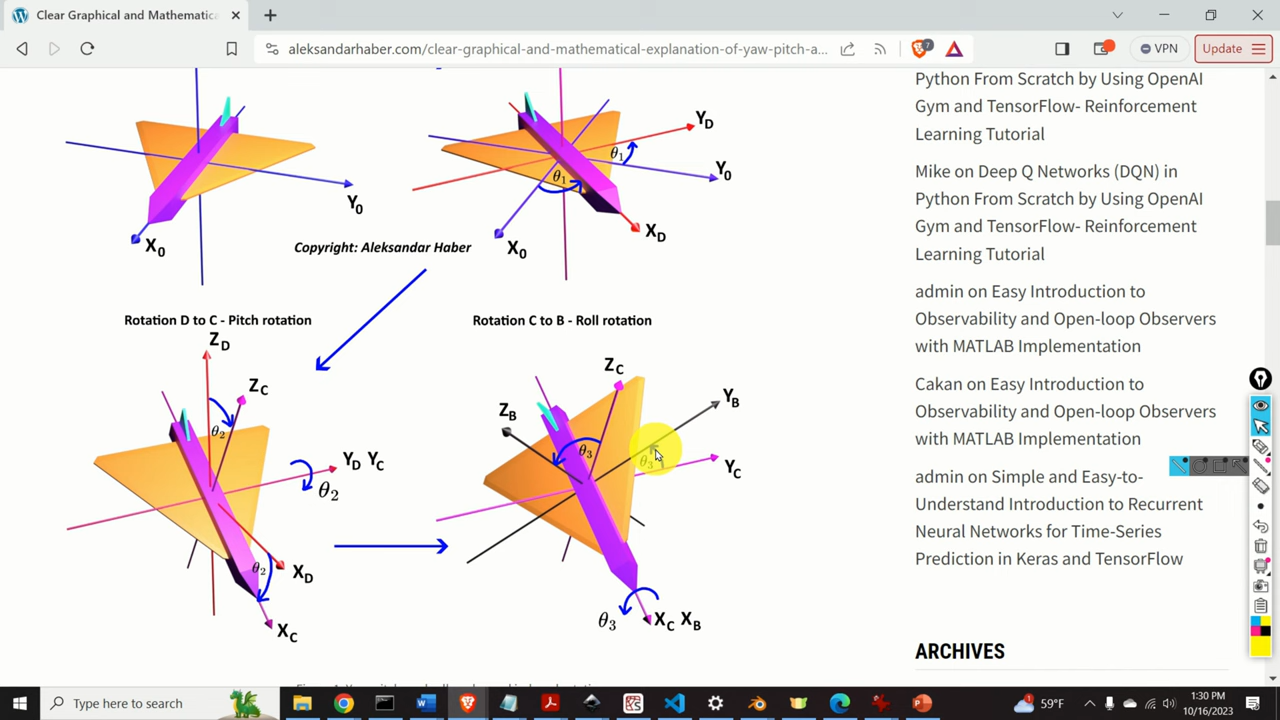 Clear Graphical and Mathematica
aleksandarhaber.com/clear-graphical-and-mathematical-explanation-of-yaw-pitch-a...
7
VPN
Update
Y0
X0
YD
θ1
Y0
θ1
XD
X0
Copyright: Aleksandar Haber
Rotation D to C - Pitch rotation
ZD
ZC
θ2
YD YC
θ2
θ2
XD
XC
Rotation C to B - Roll rotation
ZC
ZB
YB
θ3
θ3
YC
θ3
XC XB
Python From Scratch by Using OpenAI
Gym and TensorFlow- Reinforcement
Learning Tutorial
Mike on Deep Q Networks (DQN) in
Python From Scratch by Using OpenAI
Gym and TensorFlow- Reinforcement
Learning Tutorial
admin on Easy Introduction to
Observability and Open-loop Observers
with MATLAB Implementation
Cakan on Easy Introduction to
Observability and Open-loop Observers
with MATLAB Implementation
admin on Simple and Easy-to-
Understand Introduction to Recurrent
Neural Networks for Time-Series
Prediction in Keras and TensorFlow
ARCHIVES
Type here to search
1
59°F
1:30 PM
10/16/2023